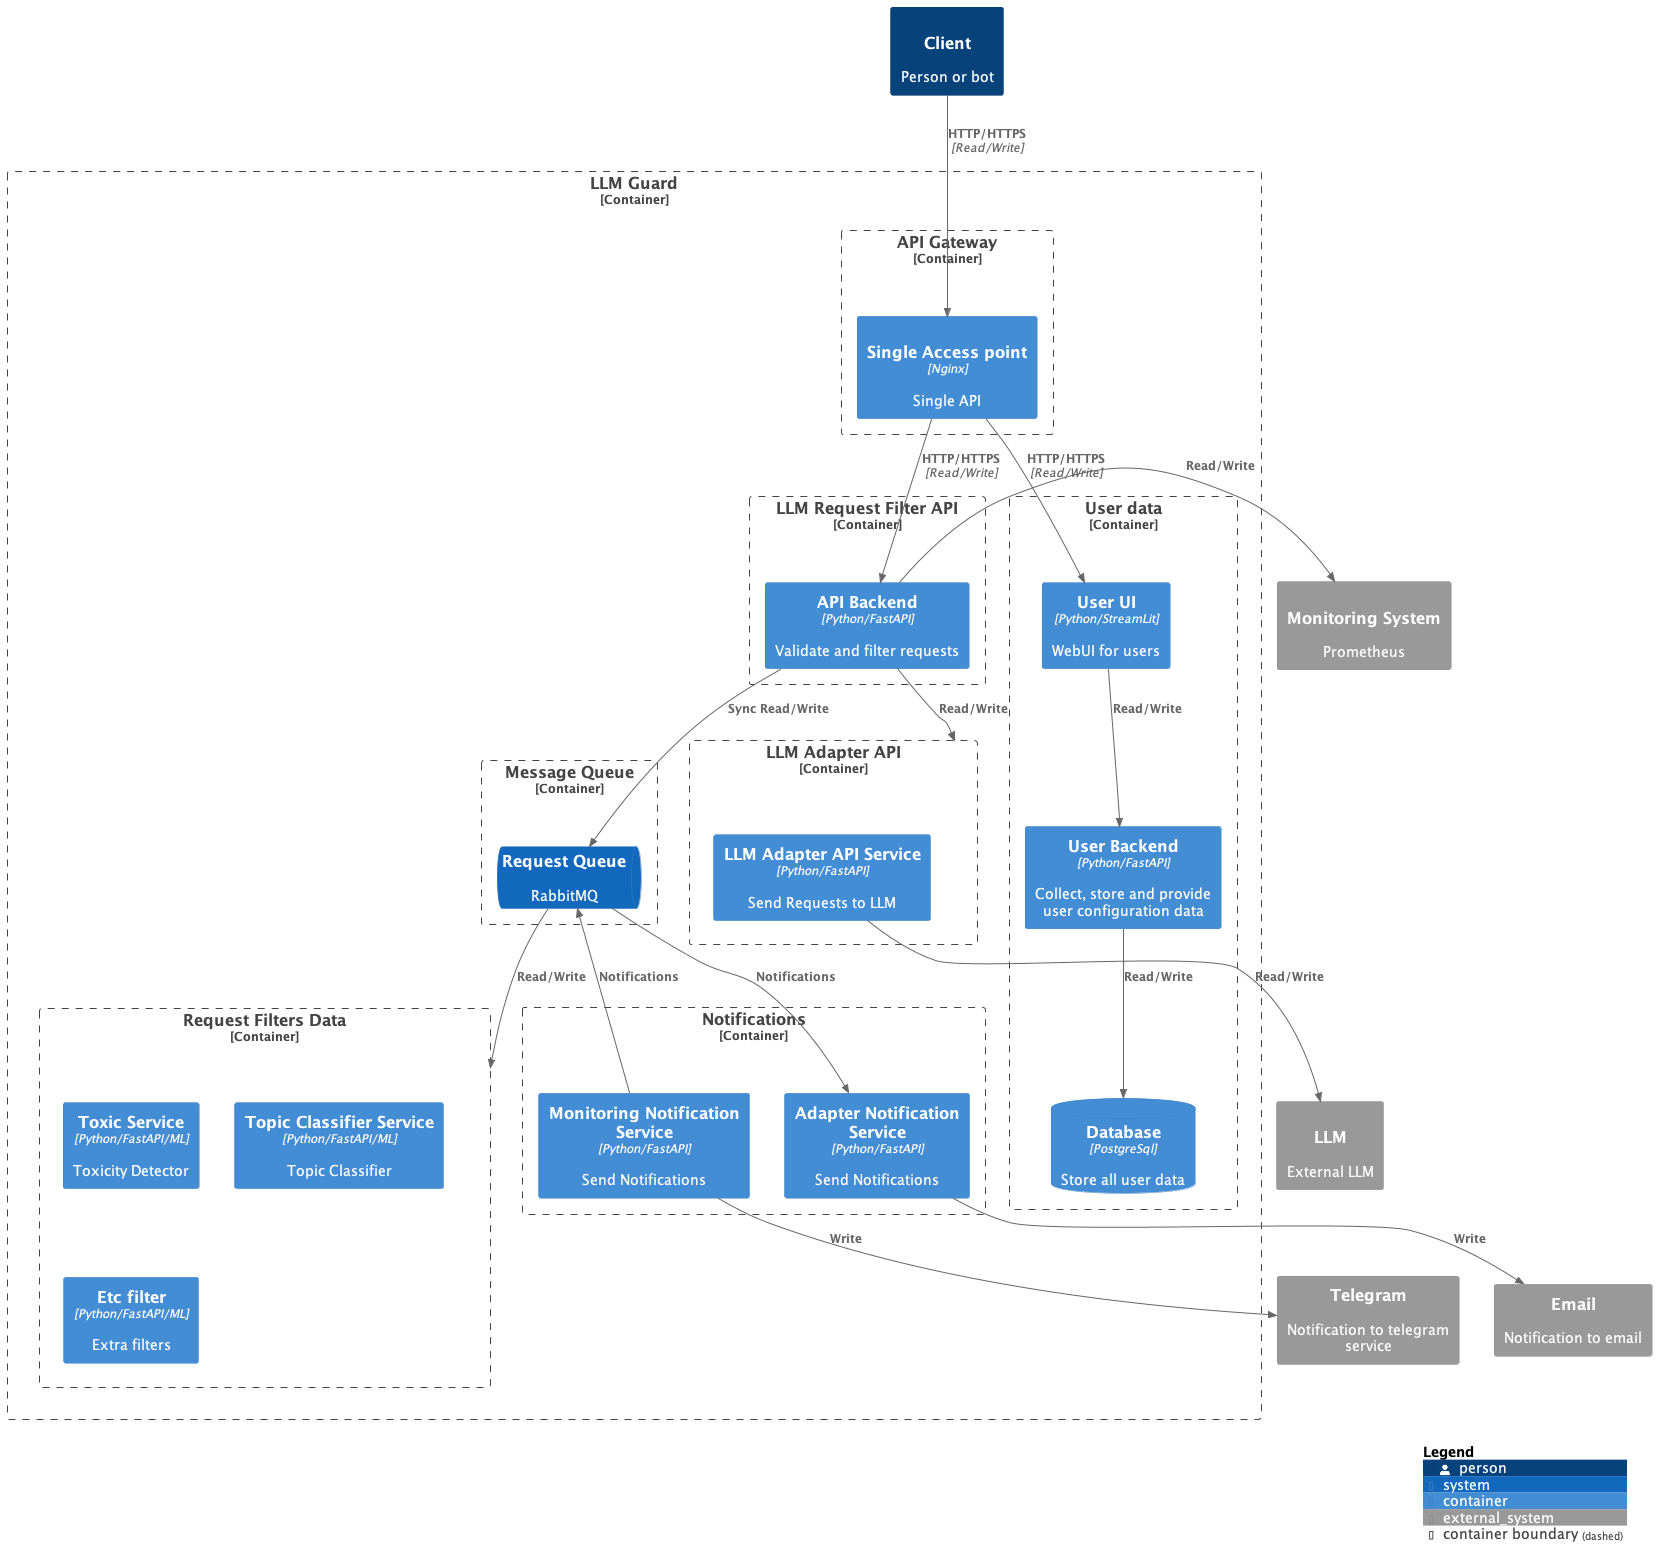 Client
Person or bot
HTTP/HTTPS
[Read/Write]
LLM Guard
[Container]
API Gateway
[Container]
Single Access point
[Nginx]
Single API
HTTP/HTTPS
[Read/Write]
HTTP/HTTPS
[Read/Write]
Read/Write
LLM Request Filter API
[Container]
User data
[Container]
API Backend
[Python/FastAPI]
Validate and filter requests
User UI
[Python/StreamLit]
WebUI for users
Monitoring System
Prometheus
Sync Read/Write
Read/Write
Read/Write
Message Queue
[Container]
LLM Adapter API
[Container]
Request Queue
RabbitMQ
LLM Adapter API Service
[Python/FastAPI]
Send Requests to LLM
User Backend
[Python/FastAPI]
Collect, store and provide
user configuration data
Read/Write
Notifications
Notifications
Read/Write
Read/Write
Request Filters Data
[Container]
Notifications
[Container]
Toxic Service
[Python/FastAPI/ML]
Toxicity Detector
Topic Classifier Service
[Python/FastAPI/ML]
Topic Classifier
Monitoring Notification
Service
[Python/FastAPI]
Send Notifications
Adapter Notification
Service
[Python/FastAPI]
Send Notifications
Database
[PostgreSql]
Store all user data
LLM
External LLM
Write
Write
Etc filter
[Python/FastAPI/ML]
Extra filters
Telegram
Notification to telegram
service
Email
Notification to email
Legend
person
system
container
external_system
container boundary (dashed)